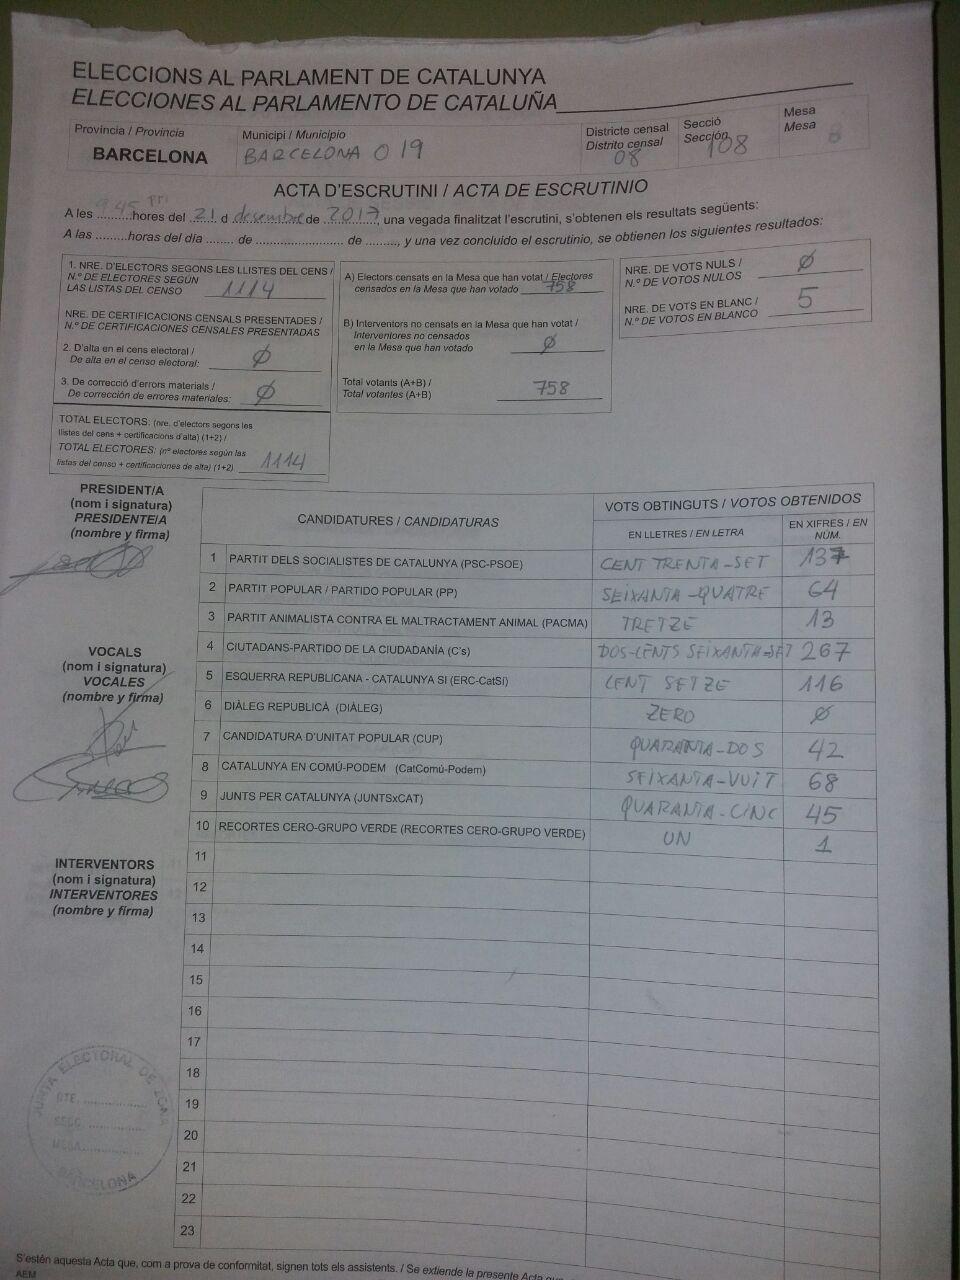 ELECCIONS AL PARLAMENT DE CATALUNYA
ELECCIONES AL PARLAMENTO DE CATALUÑA
Provincia / Provincia
BARCELONA
Municipi / Municipio
BARCELONA 019
Districte censal
Distrito censal
08
Secció
Sección
108
Mesa
Mesa
B
ACTA D'ESCRUTINI / ACTA DE ESCRUTINIO
A les 9.45 hores del 21 d desembre de 2017, una vegada finalitzat l'escrutini, s'obtenen els resultats següents:
A las .........horas del día ........ de ........................ de ........., y una vez concluido el escrutinio, se obtienen los siguientes resultados:
1. NRE. D'ELECTORS SEGONS LES LLISTES DEL CENS /
N.º DE ELECTORES SEGÚN
LAS LISTAS DEL CENSO 1114
NRE. DE CERTIFICACIONS CENSALS PRESENTADES /
N.º DE CERTIFICACIONES CENSALES PRESENTADAS
2. D'alta en el cens electoral /
De alta en el censo electoral: Ø
3. De correcció d'errors materials /
De corrección de errores materiales: Ø
TOTAL ELECTORS: (nre. d'electors segons les
llistes del cens + certificacions d'alta) (1+2) /
TOTAL ELECTORES: (nº electores según las
listas del censo + certificaciones de alta) (1+2) 1114
A) Electors censats en la Mesa que han votat / Electores
censados en la Mesa que han votado 758
B) Interventors no censats en la Mesa que han votat /
Interventores no censados
en la Mesa que han votado Ø
Total votants (A+B) /
Total votantes (A+B) 758
NRE. DE VOTS NULS /
N.º DE VOTOS NULOS Ø
NRE. DE VOTS EN BLANC /
N.º DE VOTOS EN BLANCO 5
PRESIDENT/A
(nom i signatura)
PRESIDENTE/A
(nombre y firma)
VOCALS
(nom i signatura)
VOCALES
(nombre y firma)
INTERVENTORS
(nom i signatura)
INTERVENTORES
(nombre y firma)
CANDIDATURES / CANDIDATURAS
VOTS OBTINGUTS / VOTOS OBTENIDOS
EN LLETRES / EN LETRA
EN XIFRES / EN NÚM.
1 PARTIT DELS SOCIALISTES DE CATALUNYA (PSC-PSOE) CENT TRENTA-SET 137
2 PARTIT POPULAR / PARTIDO POPULAR (PP) SEIXANTA-QUATRE 64
3 PARTIT ANIMALISTA CONTRA EL MALTRACTAMENT ANIMAL (PACMA) TRETZE 13
4 CIUTADANS-PARTIDO DE LA CIUDADANÍA (C's) DOS-CENTS SEIXANTA-SET 267
5 ESQUERRA REPUBLICANA - CATALUNYA SI (ERC-CatSI) CENT SETZE 116
6 DIÀLEG REPUBLICÀ (DIÀLEG) ZERO Ø
7 CANDIDATURA D'UNITAT POPULAR (CUP) QUARANTA-DOS 42
8 CATALUNYA EN COMÚ-PODEM (CatComú-Podem) SEIXANTA-VUIT 68
9 JUNTS PER CATALUNYA (JUNTSxCAT) QUARANTA-CINC 45
10 RECORTES CERO-GRUPO VERDE (RECORTES CERO-GRUPO VERDE) UN 1
11
12
13
14
15
16
17
18
19
20
21
22
23
JUNTA ELECTORAL DE ZONA
DTE.
SECC.
MESA
BARCELONA
S'estén aquesta Acta que, com a prova de conformitat, signen tots els assistents. / Se extiende la presente Acta que
AEM